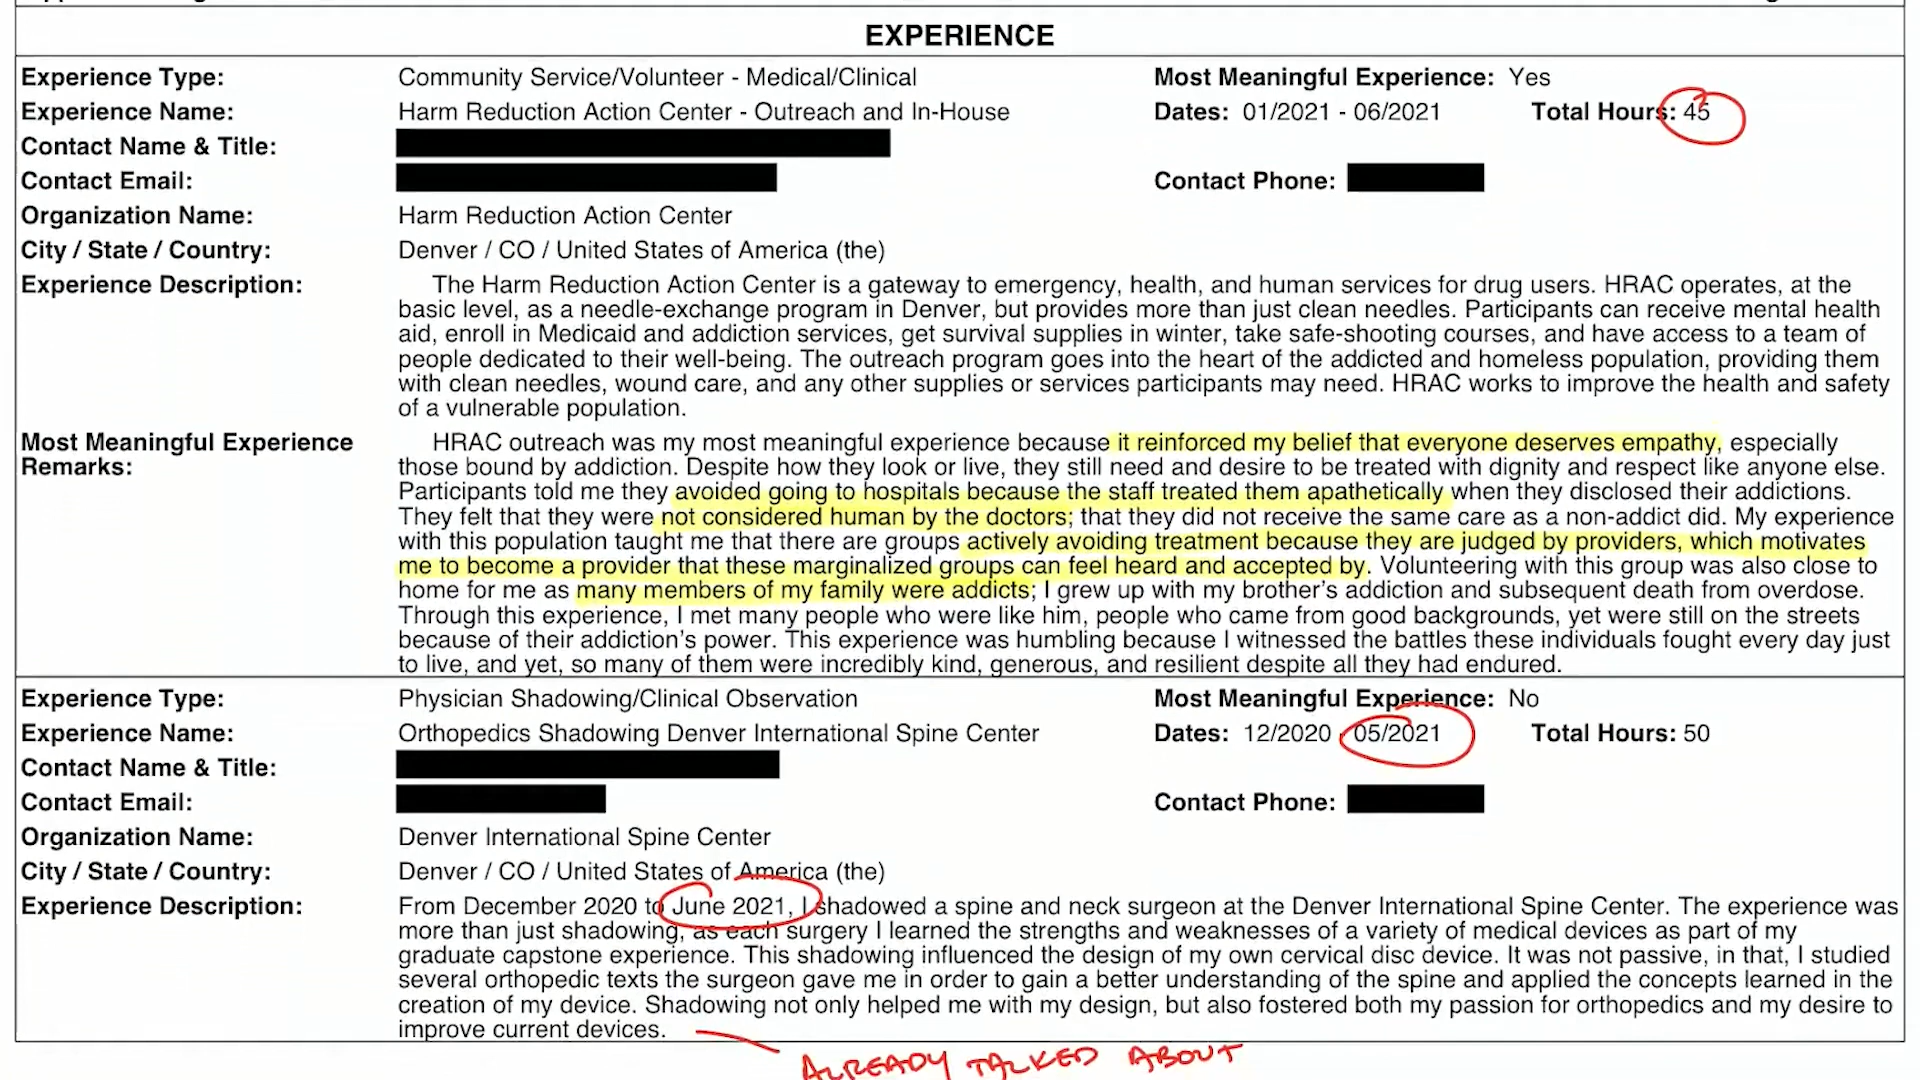 EXPERIENCE
Experience Type: Community Service/Volunteer - Medical/Clinical Most Meaningful Experience: Yes
Experience Name: Harm Reduction Action Center - Outreach and In-House Dates: 01/2021 - 06/2021 Total Hours: 45
Contact Name & Title:
Contact Email: Contact Phone:
Organization Name: Harm Reduction Action Center
City / State / Country: Denver / CO / United States of America (the)
Experience Description: The Harm Reduction Action Center is a gateway to emergency, health, and human services for drug users. HRAC operates, at the
basic level, as a needle-exchange program in Denver, but provides more than just clean needles. Participants can receive mental health
aid, enroll in Medicaid and addiction services, get survival supplies in winter, take safe-shooting courses, and have access to a team of
people dedicated to their well-being. The outreach program goes into the heart of the addicted and homeless population, providing them
with clean needles, wound care, and any other supplies or services participants may need. HRAC works to improve the health and safety
of a vulnerable population.
Most Meaningful Experience HRAC outreach was my most meaningful experience because it reinforced my belief that everyone deserves empathy, especially
Remarks: those bound by addiction. Despite how they look or live, they still need and desire to be treated with dignity and respect like anyone else.
Participants told me they avoided going to hospitals because the staff treated them apathetically when they disclosed their addictions.
They felt that they were not considered human by the doctors; that they did not receive the same care as a non-addict did. My experience
with this population taught me that there are groups actively avoiding treatment because they are judged by providers, which motivates
me to become a provider that these marginalized groups can feel heard and accepted by. Volunteering with this group was also close to
home for me as many members of my family were addicts; I grew up with my brother's addiction and subsequent death from overdose.
Through this experience, I met many people who were like him, people who came from good backgrounds, yet were still on the streets
because of their addiction's power. This experience was humbling because I witnessed the battles these individuals fought every day just
to live, and yet, so many of them were incredibly kind, generous, and resilient despite all they had endured.
Experience Type: Physician Shadowing/Clinical Observation Most Meaningful Experience: No
Experience Name: Orthopedics Shadowing Denver International Spine Center Dates: 12/2020 - 05/2021 Total Hours: 50
Contact Name & Title:
Contact Email: Contact Phone:
Organization Name: Denver International Spine Center
City / State / Country: Denver / CO / United States of America (the)
Experience Description: From December 2020 to June 2021, I shadowed a spine and neck surgeon at the Denver International Spine Center. The experience was
more than just shadowing, as each surgery I learned the strengths and weaknesses of a variety of medical devices as part of my
graduate capstone experience. This shadowing influenced the design of my own cervical disc device. It was not passive, in that, I studied
several orthopedic texts the surgeon gave me in order to gain a better understanding of the spine and applied the concepts learned in the
creation of my device. Shadowing not only helped me with my design, but also fostered both my passion for orthopedics and my desire to
improve current devices.
ALREADY TALKED ABOUT